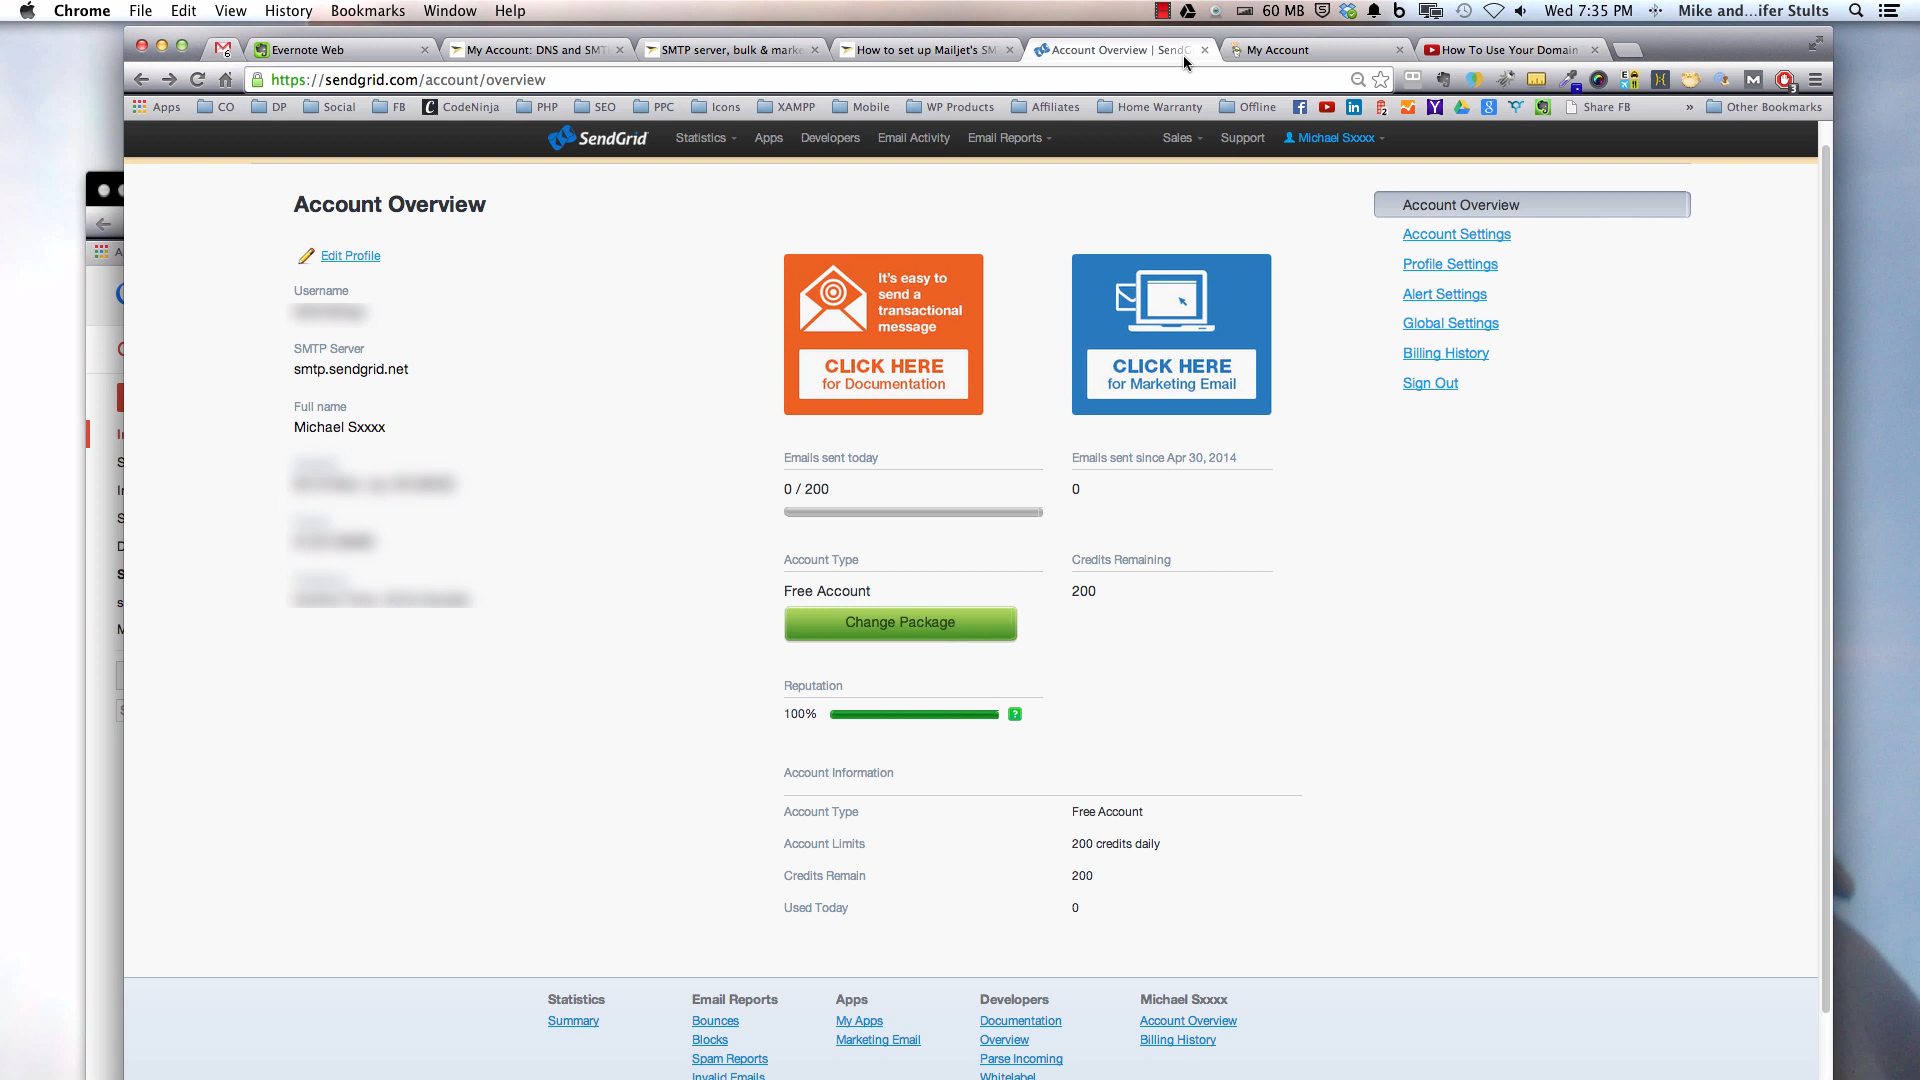 Chrome File Edit View History Bookmarks Window Help 60 MB Wed 7:35 PM Mike and...ifer Stults
Evernote Web My Account: DNS and SMT SMTP server, bulk & marke How to set up Mailjet's SM Account Overview | SendG My Account How To Use Your Domain
https://sendgrid.com/account/overview
Apps CO DP Social FB CodeNinja PHP SEO PPC Icons XAMPP Mobile WP Products Affiliates Home Warranty Offline Share FB » Other Bookmarks
SendGrid Statistics Apps Developers Email Activity Email Reports Sales Support Michael Sxxxx
Account Overview
Edit Profile
Username
SMTP Server
smtp.sendgrid.net
Full name
Michael Sxxxx
It's easy to
send a
transactional
message
CLICK HERE
for Documentation
CLICK HERE
for Marketing Email
Emails sent today
0 / 200
Emails sent since Apr 30, 2014
0
Account Type
Free Account
Change Package
Credits Remaining
200
Reputation
100% ?
Account Information
Account Type Free Account
Account Limits 200 credits daily
Credits Remain 200
Used Today 0
Account Overview
Account Settings
Profile Settings
Alert Settings
Global Settings
Billing History
Sign Out
Statistics
Summary
Email Reports
Bounces
Blocks
Spam Reports
Invalid Emails
Apps
My Apps
Marketing Email
Developers
Documentation
Overview
Parse Incoming
Whitelabel
Michael Sxxxx
Account Overview
Billing History